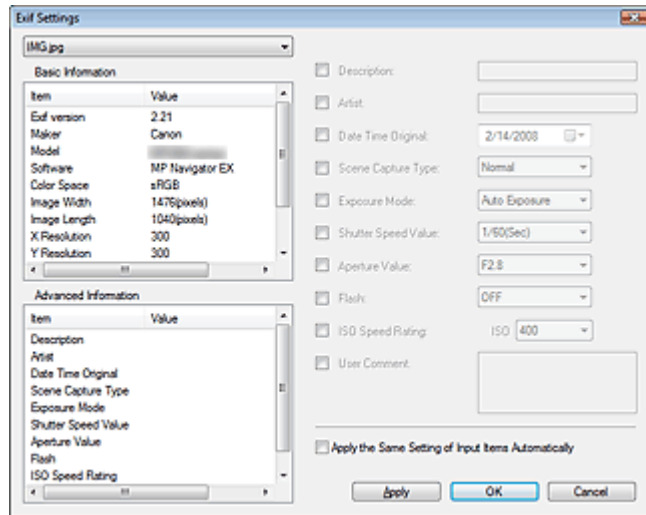 Exif Settings
IMG.jpg
Basic Information
Item Value
Exif version 2.21
Maker Canon
Model
Software MP Navigator EX
Color Space sRGB
Image Width 1476(pixels)
Image Length 1040(pixels)
X Resolution 300
Y Resolution 300
Advanced Information
Item Value
Description
Artist
Date Time Original
Scene Capture Type
Exposure Mode
Shutter Speed Value
Aperture Value
Flash
ISO Speed Rating
Description:
Artist:
Date Time Original: 2/14/2008
Scene Capture Type: Normal
Exposure Mode: Auto Exposure
Shutter Speed Value: 1/60(Sec)
Aperture Value: F2.8
Flash: OFF
ISO Speed Rating: ISO 400
User Comment:
Apply the Same Setting of Input Items Automatically
Apply OK Cancel